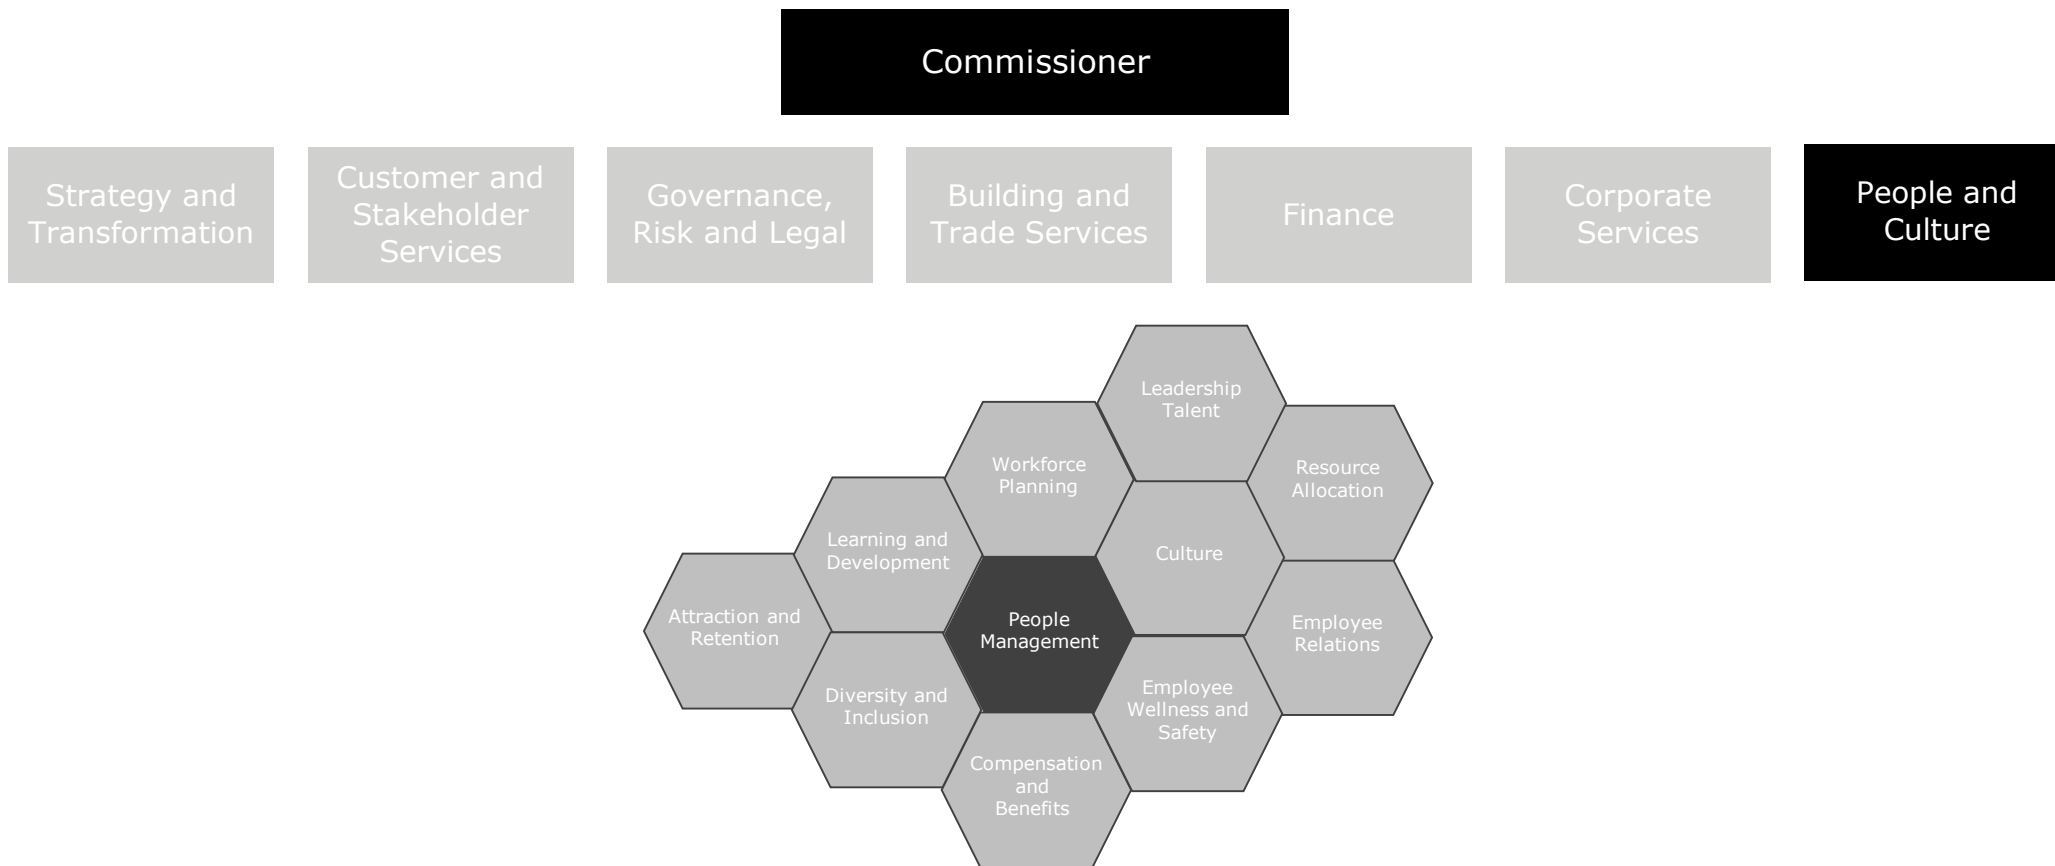 Commissioner
Strategy and
Transformation
Customer and
Stakeholder
Services
Governance,
Risk and Legal
Building and
Trade Services
Finance
Corporate
Services
People and
Culture
Leadership
Talent
Workforce
Planning
Resource
Allocation
Learning and
Development
Culture
Attraction and
Retention
People
Management
Employee
Relations
Diversity and
Inclusion
Employee
Wellness and
Safety
Compensation
and
Benefits